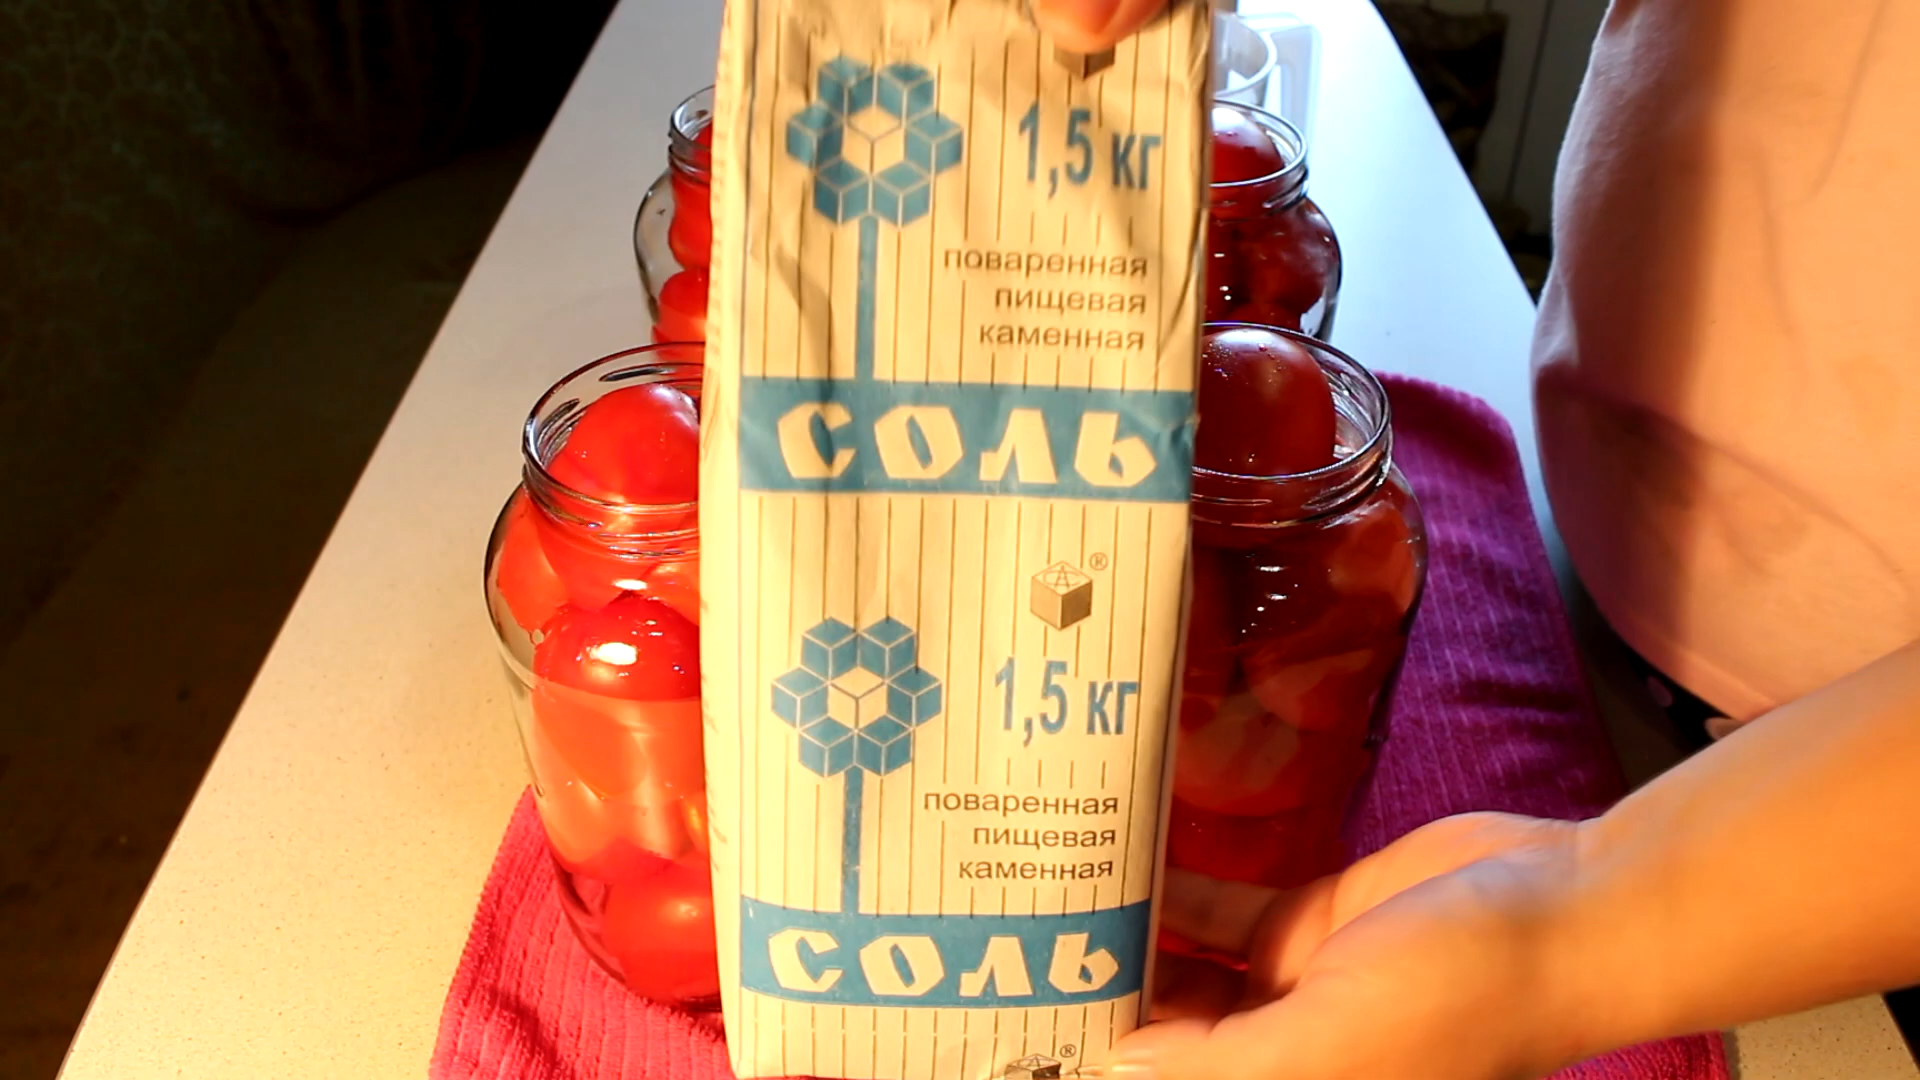 1,5 кг
поваренная
пищевая
каменная
соль
®
1,5 кг
поваренная
пищевая
каменная
соль
®